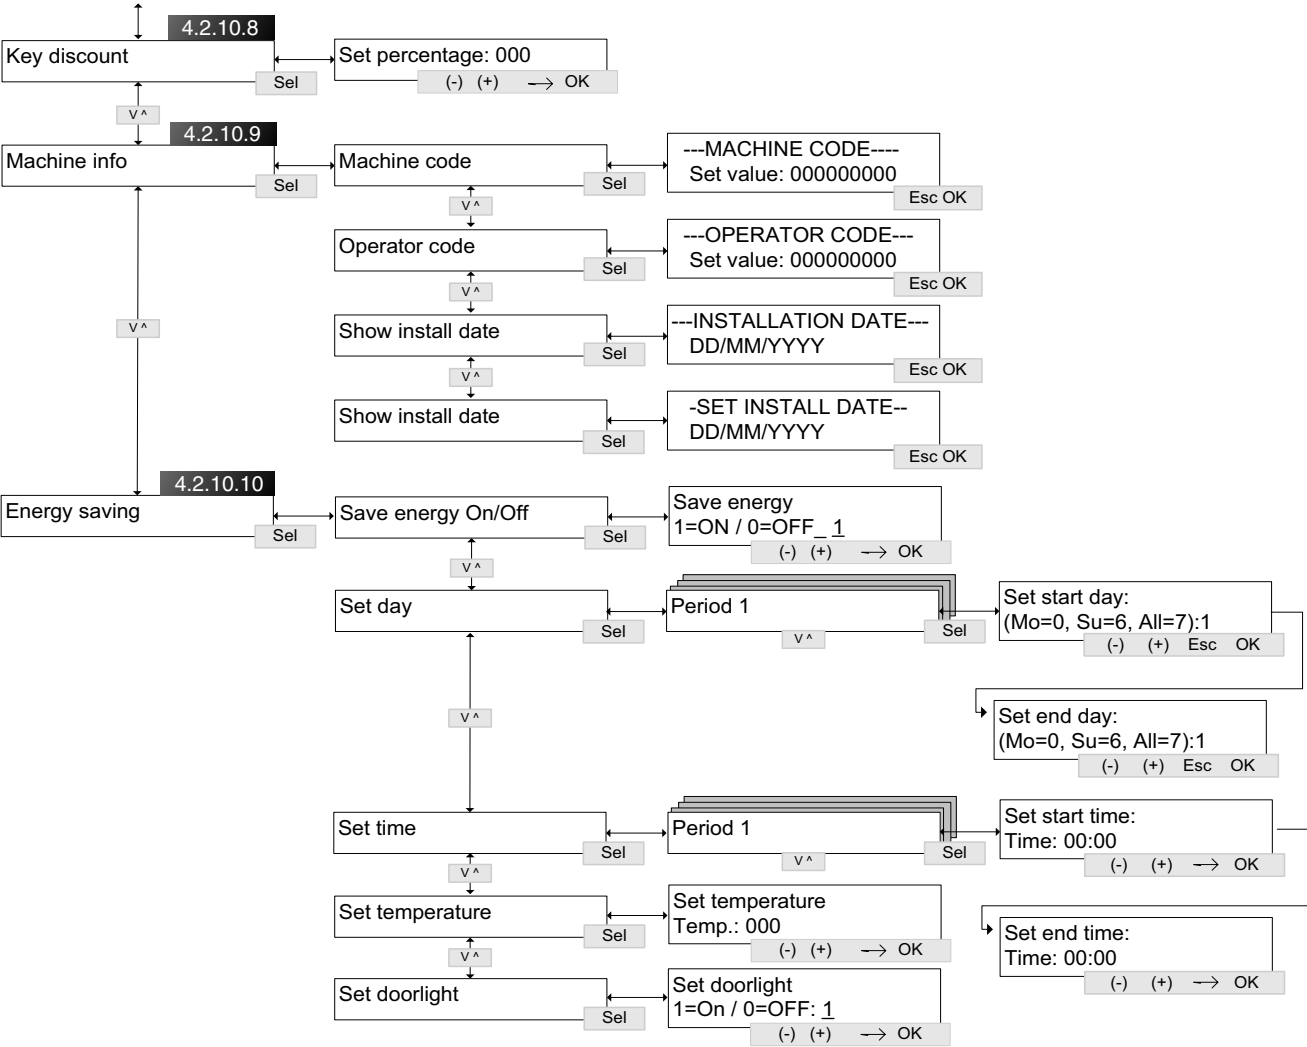 4.2.10.8
Key discount
Sel
Set percentage: 000
(-) (+) → OK
V ^
4.2.10.9
Machine info
Sel
Machine code
Sel
---MACHINE CODE----
Set value: 000000000
Esc OK
V ^
Operator code
Sel
---OPERATOR CODE---
Set value: 000000000
Esc OK
V ^
Show install date
Sel
---INSTALLATION DATE---
DD/MM/YYYY
Esc OK
V ^
V ^
Show install date
Sel
-SET INSTALL DATE--
DD/MM/YYYY
Esc OK
4.2.10.10
Energy saving
Sel
Save energy On/Off
Sel
Save energy
1=ON / 0=OFF_ 1
(-) (+) → OK
V ^
Set day
Sel
Period 1
V ^
Sel
Set start day:
(Mo=0, Su=6, All=7):1
(-) (+) Esc OK
V ^
Set end day:
(Mo=0, Su=6, All=7):1
(-) (+) Esc OK
Set time
Sel
Period 1
V ^
Sel
Set start time:
Time: 00:00
(-) (+) → OK
V ^
Set temperature
Sel
Set temperature
Temp.: 000
(-) (+) → OK
Set end time:
Time: 00:00
(-) (+) → OK
V ^
Set doorlight
Sel
Set doorlight
1=On / 0=OFF: 1
(-) (+) → OK